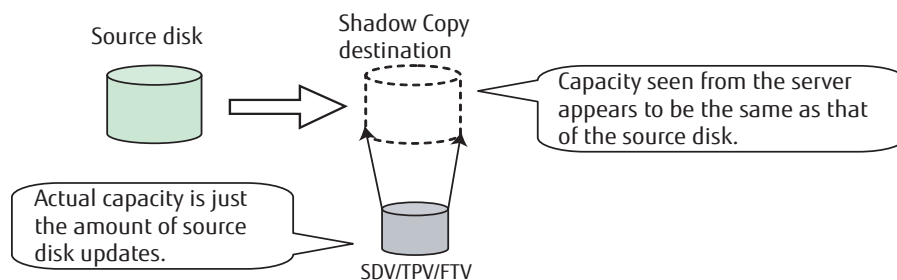 Source disk
Shadow Copy
destination
Capacity seen from the server
appears to be the same as that
of the source disk.
Actual capacity is just
the amount of source
disk updates.
SDV/TPV/FTV